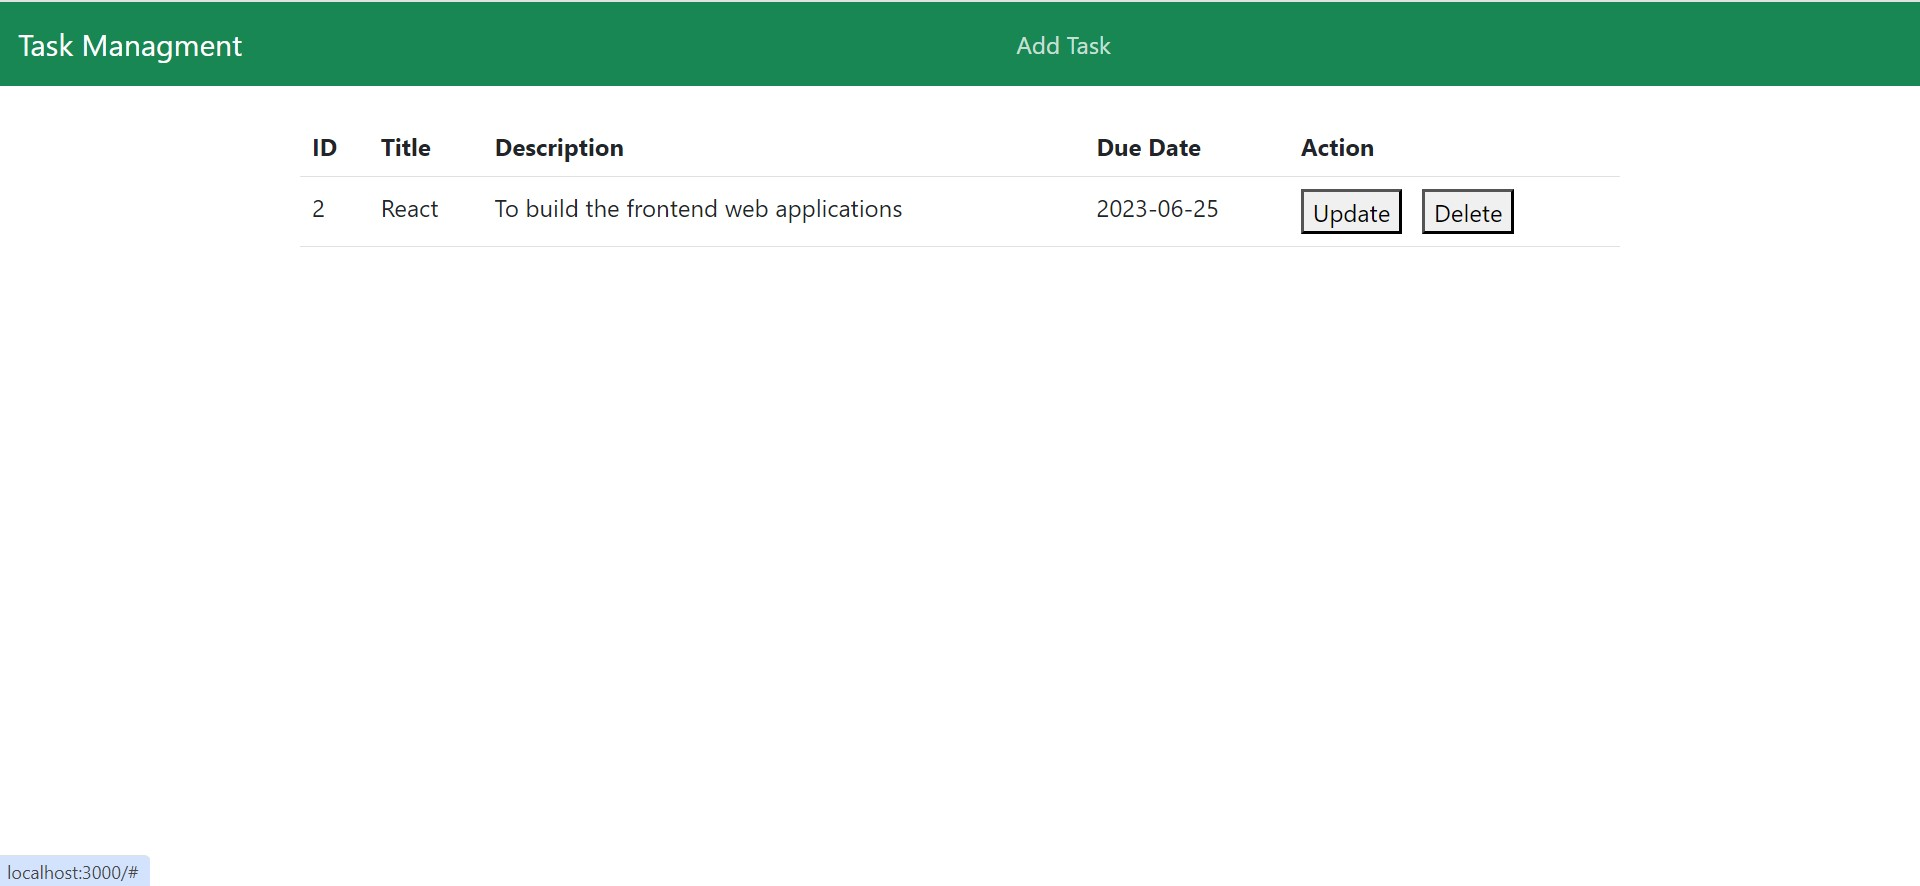 Task Managment Add Task
ID Title Description Due Date Action
2 React To build the frontend web applications 2023-06-25 Update Delete
localhost:3000/#